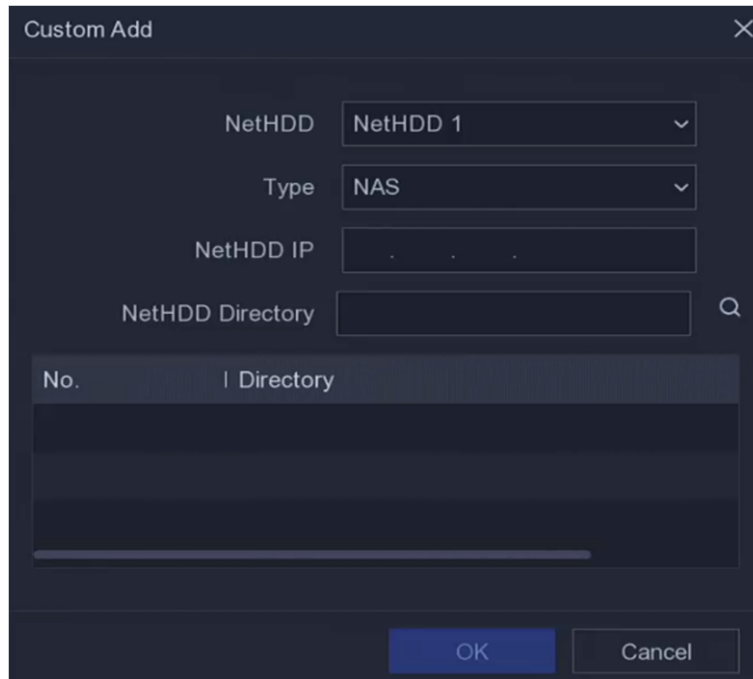 Custom Add
NetHDD NetHDD 1
Type NAS
NetHDD IP . . .
NetHDD Directory
No. Directory
OK Cancel